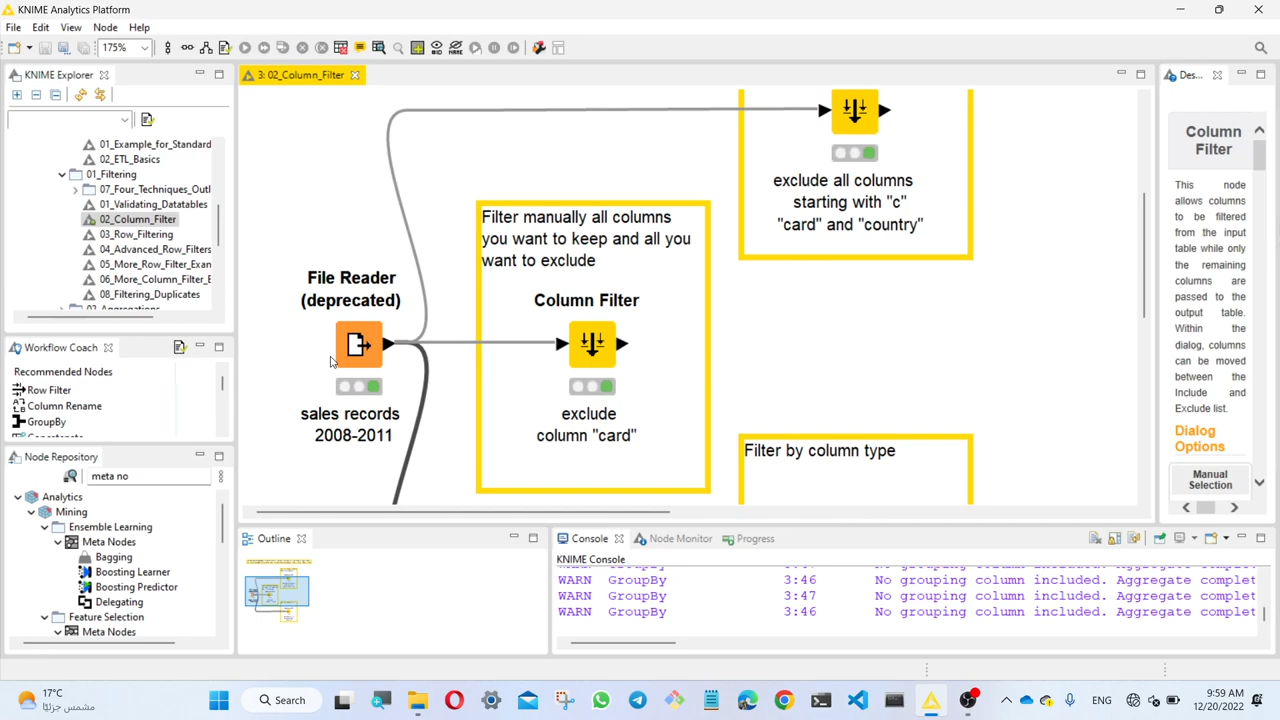 KNIME Analytics Platform
File Edit View Node Help
175%
KNIME Explorer
01_Example_for_Standard
02_ETL_Basics
01_Filtering
07_Four_Techniques_Outl
01_Validating_Datatables
02_Column_Filter
03_Row_Filtering
04_Advanced_Row_Filters
05_More_Row_Filter_Exan
06_More_Column_Filter_E
08_Filtering_Duplicates
Workflow Coach
Recommended Nodes
Row Filter
Column Rename
GroupBy
Node Repository
meta no
Analytics
Mining
Ensemble Learning
Meta Nodes
Bagging
Boosting Learner
Boosting Predictor
Delegating
Feature Selection
Meta Nodes
3: 02_Column_Filter
exclude all columns
starting with "c"
"card" and "country"
Filter manually all columns
you want to keep and all you
want to exclude
File Reader
(deprecated)
sales records
2008-2011
Column Filter
exclude
column "card"
Filter by column type
Des...
Column
Filter
This node
allows columns
to be filtered
from the input
table while only
the remaining
columns are
passed to the
output table.
Within the
dialog, columns
can be moved
between the
Include and
Exclude list.
Dialog
Options
Manual
Selection
Outline
Console Node Monitor Progress
KNIME Console
WARN GroupBy 3:46 No grouping column included. Aggregate complet
WARN GroupBy 3:47 No grouping column included. Aggregate complet
WARN GroupBy 3:46 No grouping column included. Aggregate complet
17°C
مشمس جزئيًا
Search
ENG
9:59 AM
12/20/2022